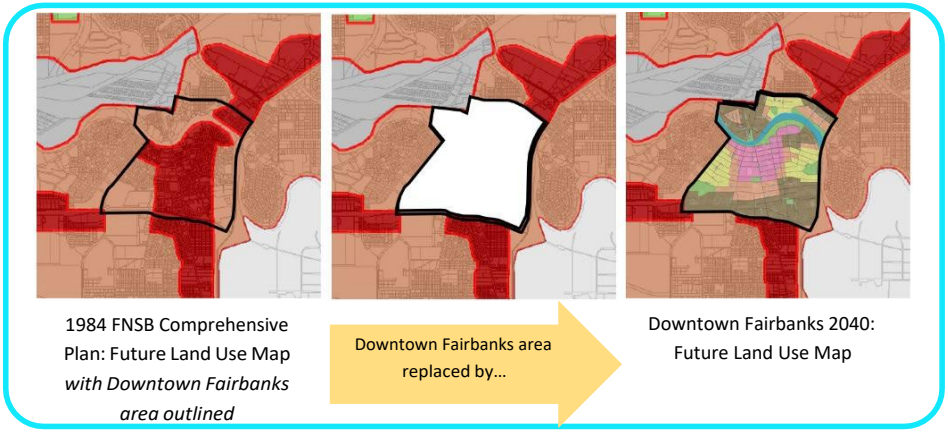 1984 FNSB Comprehensive
Plan: Future Land Use Map
with Downtown Fairbanks
area outlined
Downtown Fairbanks area
replaced by...
Downtown Fairbanks 2040:
Future Land Use Map